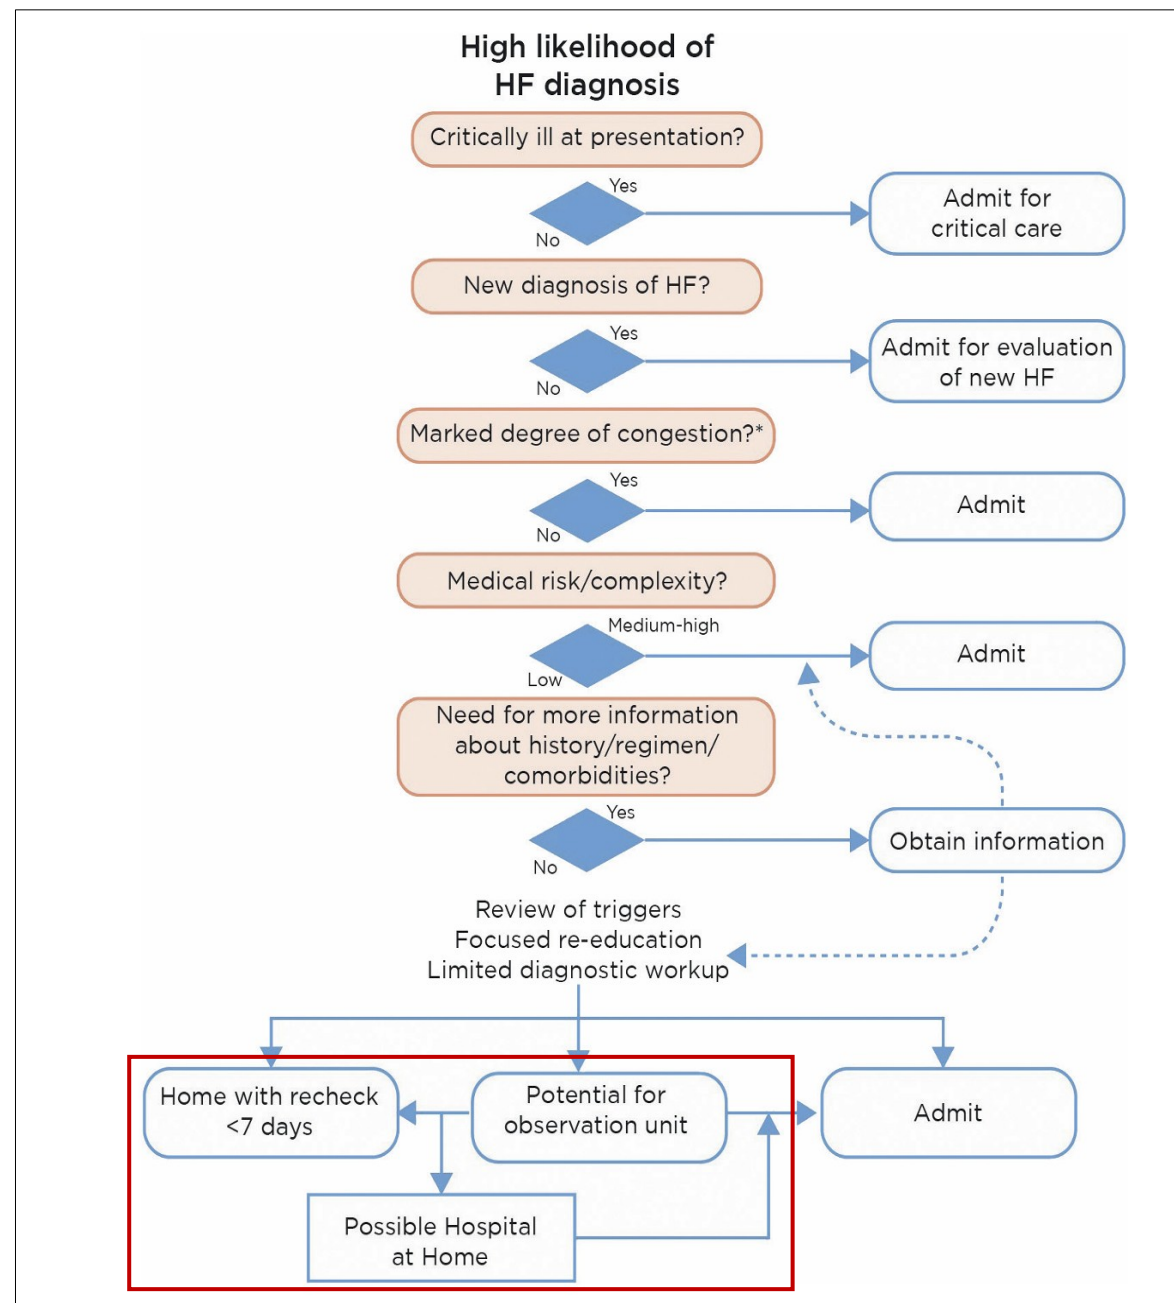 High likelihood of
HF diagnosis
Critically ill at presentation?
Yes
No
Admit for
critical care
New diagnosis of HF?
Yes
No
Admit for evaluation
of new HF
Marked degree of congestion?*
Yes
No
Admit
Medical risk/complexity?
Medium-high
Low
Admit
Need for more information
about history/regimen/
comorbidities?
Yes
No
Obtain information
Review of triggers
Focused re-education
Limited diagnostic workup
Home with recheck
<7 days
Potential for
observation unit
Admit
Possible Hospital
at Home